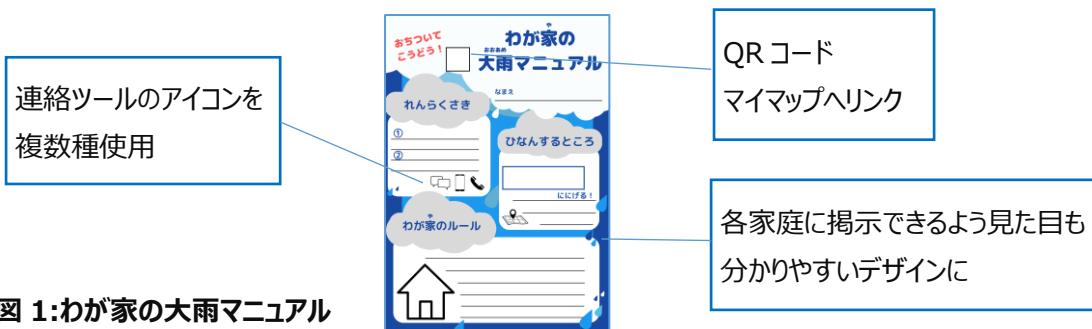 連絡ツールのアイコンを
複数種使用
おちついて
こうどう！
わが家のや
大雨マニュアル
おおあめ
なまえ
れんらくさき
①
②
ひなんするところ
ににげる！
わが家のルール
や
QR コード
マイマップへリンク
各家庭に掲示できるよう見た目も
分かりやすいデザインに
図 1:わが家の大雨マニュアル